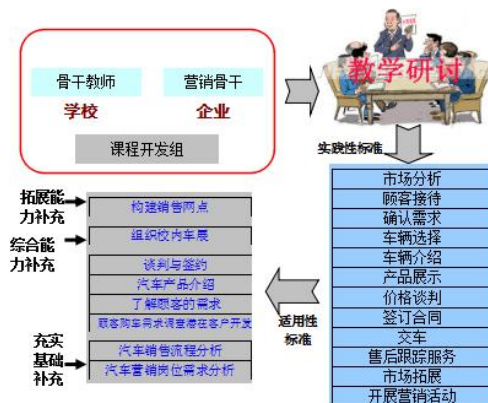 骨干教师
营销骨干
学校
企业
课程开发组
教学研讨
实践性标准
市场分析
顾客接待
确认需求
车辆选择
车辆介绍
产品展示
价格谈判
签订合同
交车
售后跟踪服务
市场拓展
开展营销活动
适用性
标准
拓展能
力补充
综合能
力补充
充实
基础
补充
构建销售网点
组织校内车展
谈判与签约
汽车产品介绍
了解顾客的需求
顾客购车需求调查潜在客户开发
汽车销售流程分析
汽车营销岗位需求分析